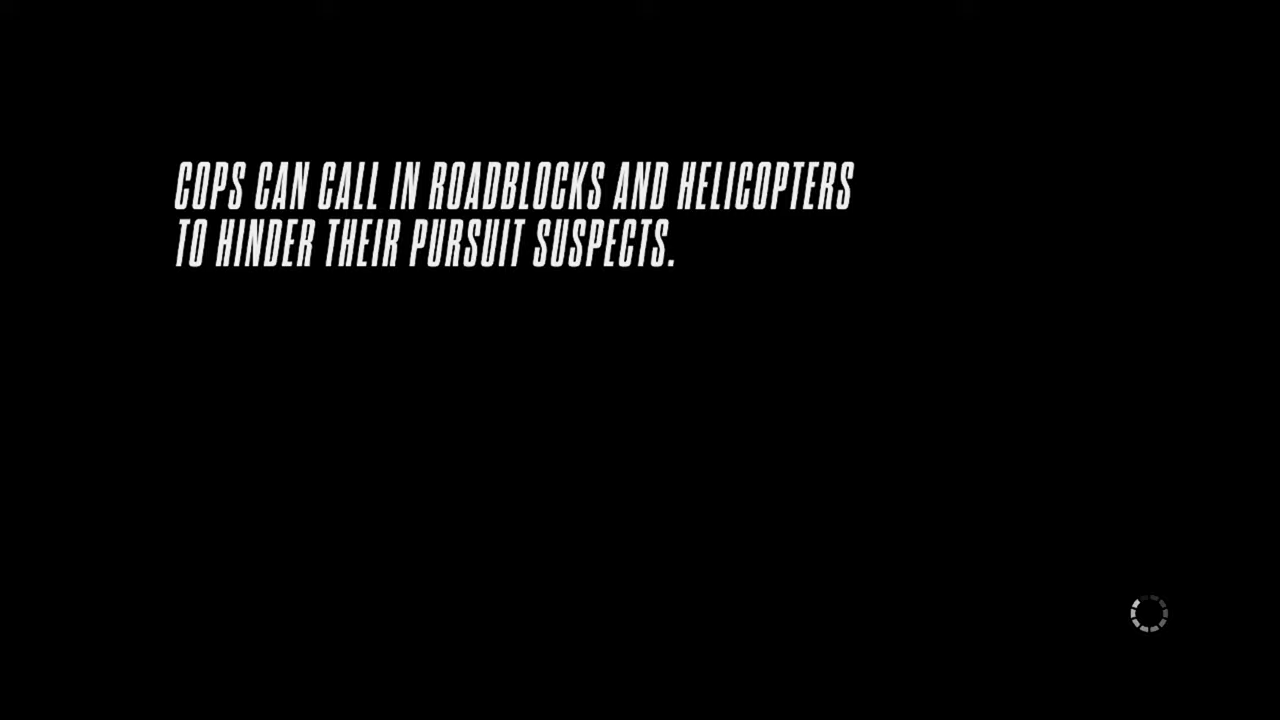 COPS CAN CALL IN ROADBLOCKS AND HELICOPTERS
TO HINDER THEIR PURSUIT SUSPECTS.